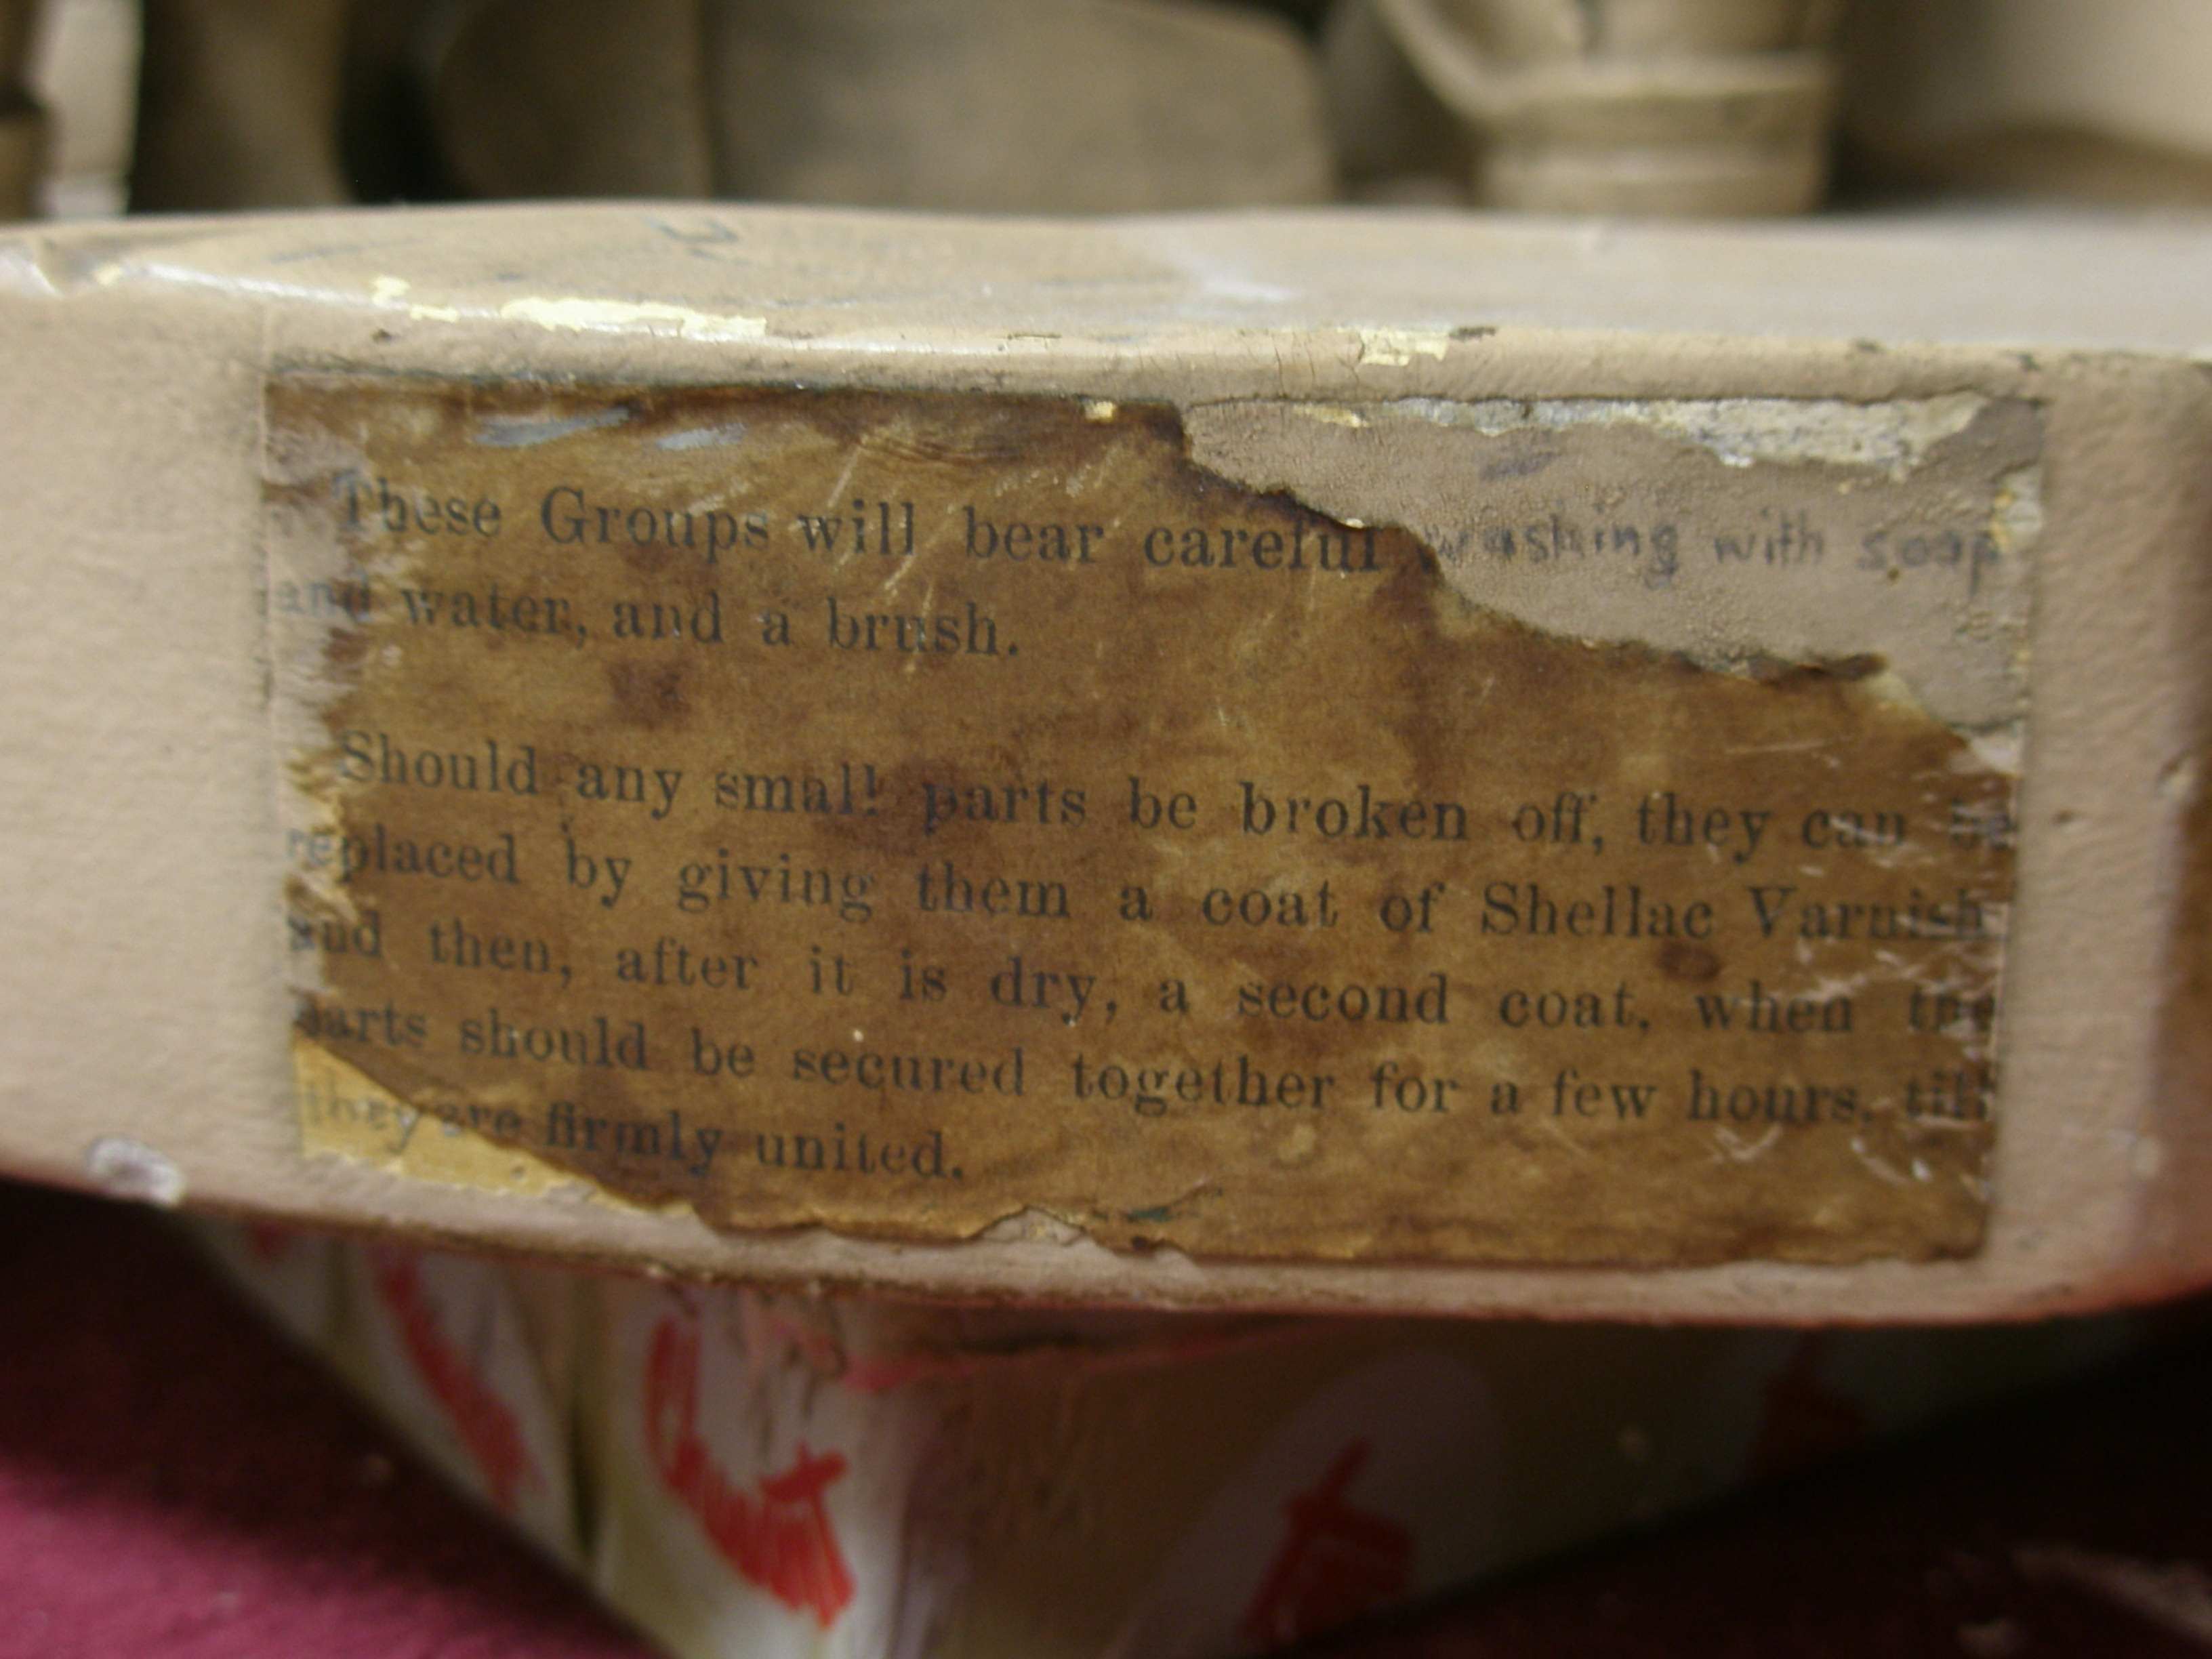 These Groups will bear careful washing with soap
and water, and a brush.
Should any small parts be broken off, they can be
replaced by giving them a coat of Shellac Varnish
and then, after it is dry, a second coat, when the
parts should be secured together for a few hours, till
they are firmly united.